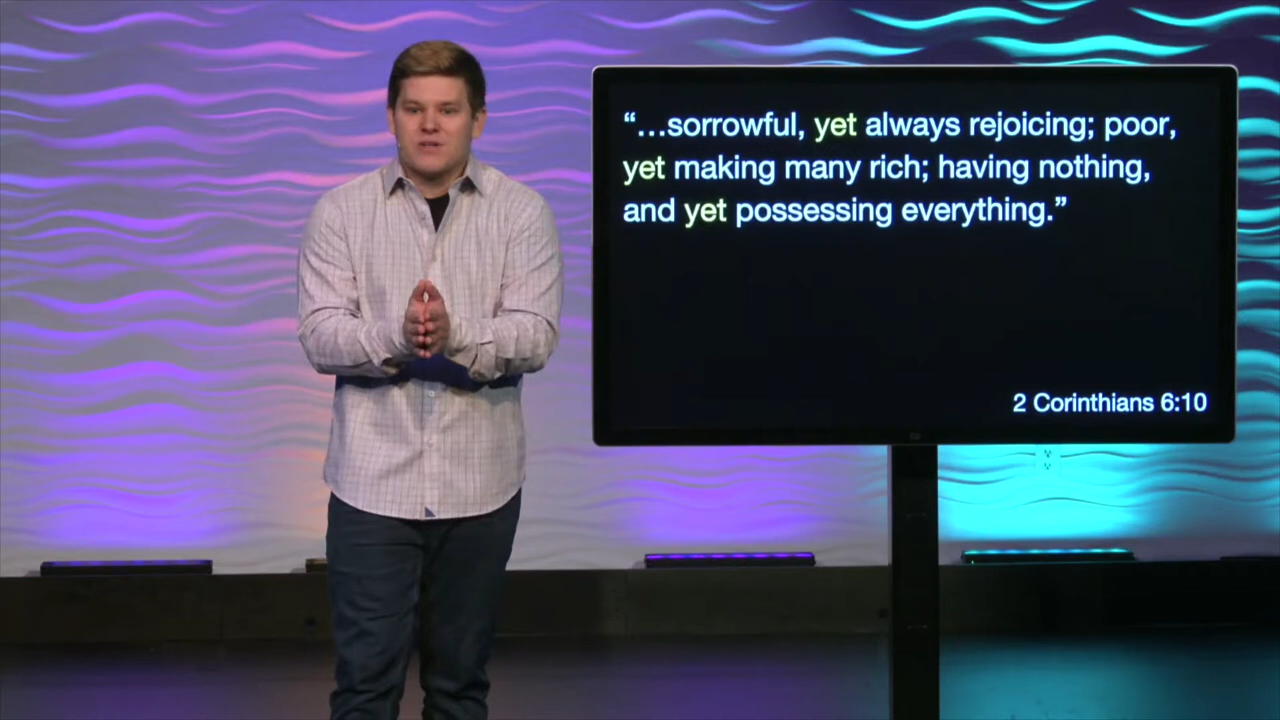 “…sorrowful, yet always rejoicing; poor,
yet making many rich; having nothing,
and yet possessing everything.”
2 Corinthians 6:10